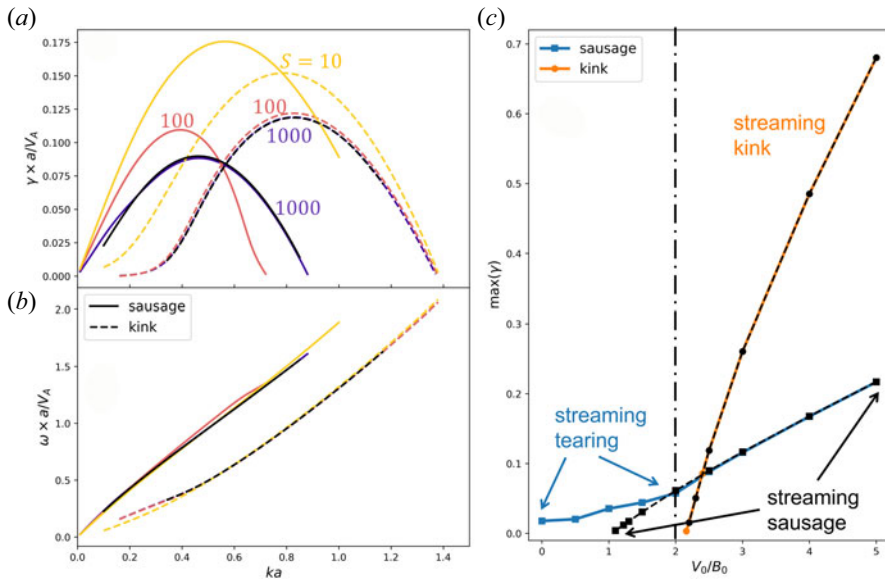 (a)
0.175
0.150
0.125
0.100
0.075
0.050
0.025
0.000
γ × a/V_A
S = 10
100
100
1000
1000
(b)
2.0
1.5
1.0
0.5
0.0
ω × a/V_A
sausage
kink
0.0 0.2 0.4 0.6 0.8 1.0 1.2 1.4
ka
(c)
0.7
0.6
0.5
0.4
0.3
0.2
0.1
0.0
max(γ)
sausage
kink
streaming
kink
streaming
tearing
streaming
sausage
0 1 2 3 4 5
V_0/B_0